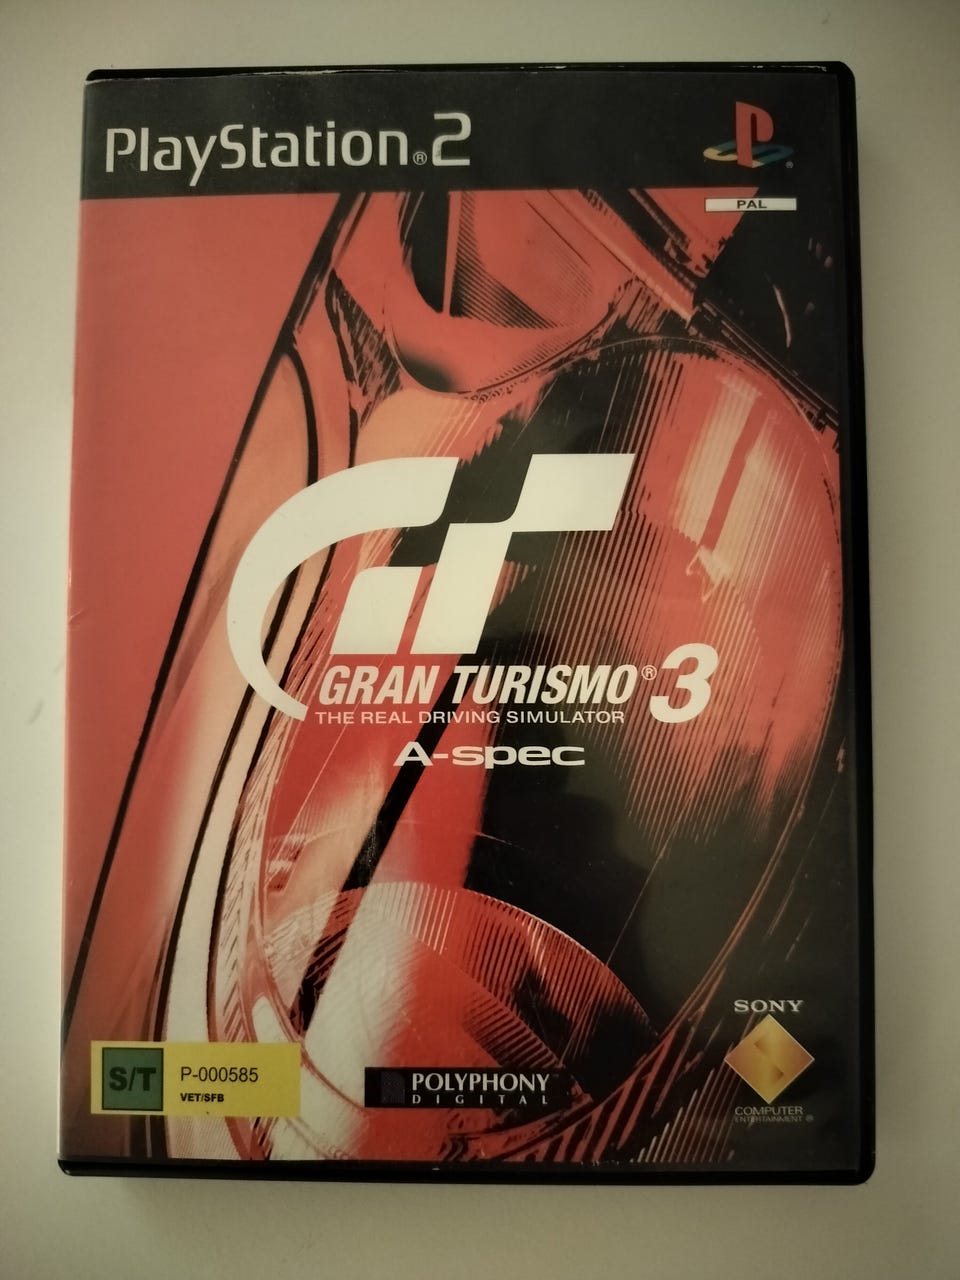 PlayStation®2
PAL
GRAN TURISMO® 3
THE REAL DRIVING SIMULATOR
A-spec
SONY
S/T
P-000585
VET/SFB
POLYPHONY
DIGITAL
COMPUTER
ENTERTAINMENT®